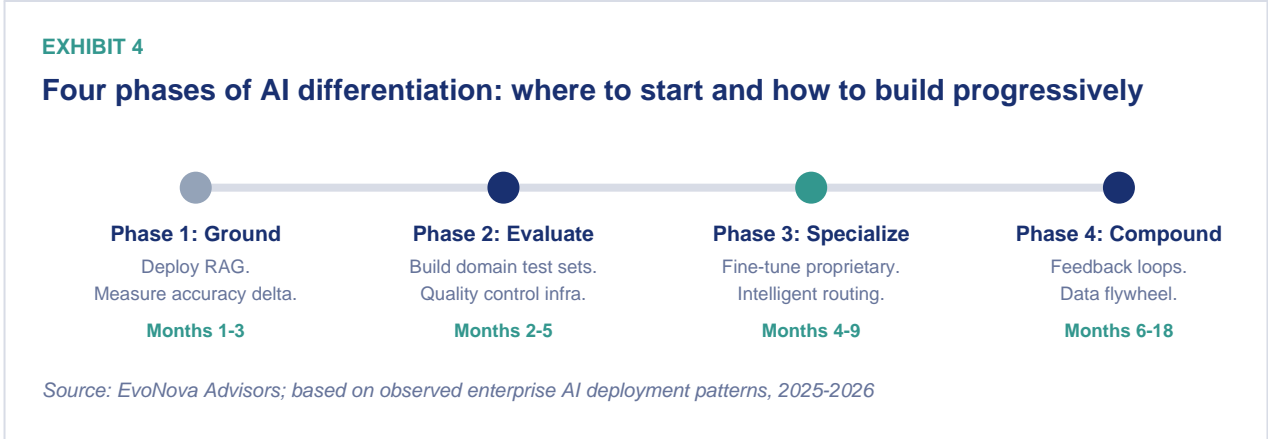 EXHIBIT 4
Four phases of AI differentiation: where to start and how to build progressively
Phase 1: Ground
Deploy RAG.
Measure accuracy delta.
Months 1-3
Phase 2: Evaluate
Build domain test sets.
Quality control infra.
Months 2-5
Phase 3: Specialize
Fine-tune proprietary.
Intelligent routing.
Months 4-9
Phase 4: Compound
Feedback loops.
Data flywheel.
Months 6-18
Source: EvoNova Advisors; based on observed enterprise AI deployment patterns, 2025-2026